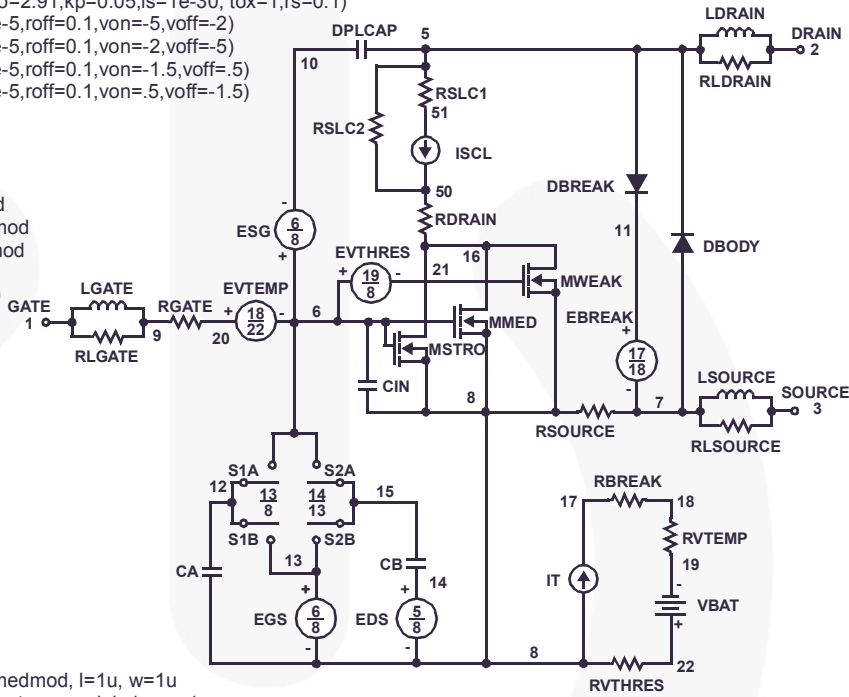 o=2.91,kp=0.05,is=1e-30, tox=1,rs=0.1)
e-5,roff=0.1,von=-5,voff=-2)
e-5,roff=0.1,von=-2,voff=-5)
e-5,roff=0.1,von=-1.5,voff=.5)
e-5,roff=0.1,von=.5,voff=-1.5)
d
mod
mod
medmod, l=1u, w=1u
LDRAIN
DPLCAP 5 DRAIN
2
10
RLDRAIN
RSLC1
51
RSLC2
ISCL
50
DBREAK
RDRAIN
11
ESG 6
8
- +
DBODY
EVTHRES
+ 19
8 -
16
21
MWEAK
LGATE
GATE
1
RLGATE
9
RGATE
20
EVTEMP
+ 18
22 -
6
MMED
MSTRO
EBREAK
+
17
18
-
CIN
8
RSOURCE
7
LSOURCE
SOURCE
3
RLSOURCE
S1A S2A
12 13
8
14
13
15
S1B S2B
13
CA
CB
14
+ +
EGS 6
8
EDS 5
8
- -
RBREAK
17 18
RVTEMP
19
-
IT
VBAT
+
8
22
RVTHRES